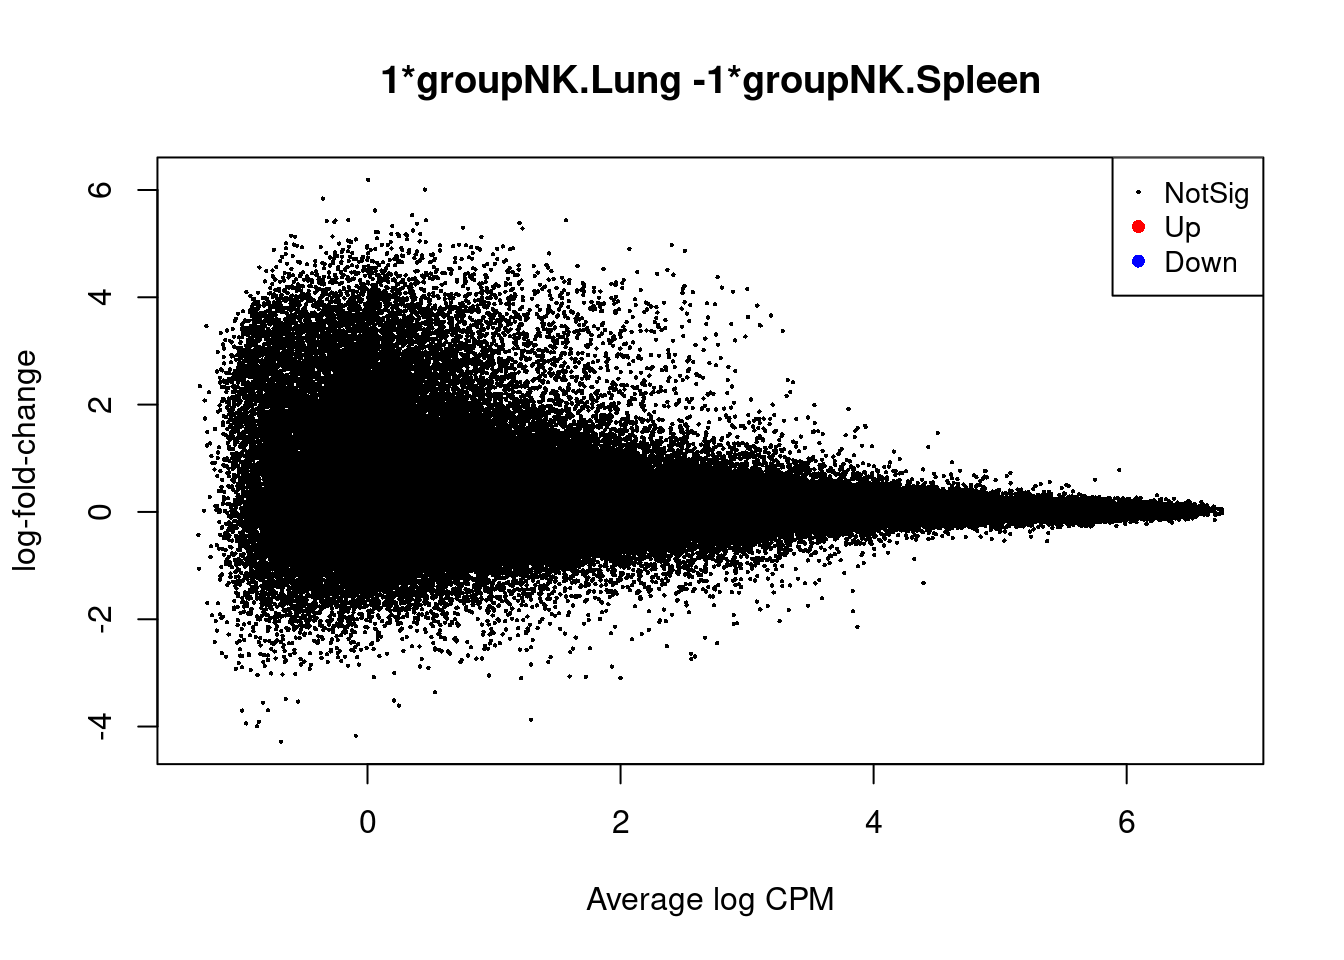 1*groupNK.Lung -1*groupNK.Spleen
NotSig
Up
Down
6
4
2
0
-2
-4
log-fold-change
0 2 4 6
Average log CPM